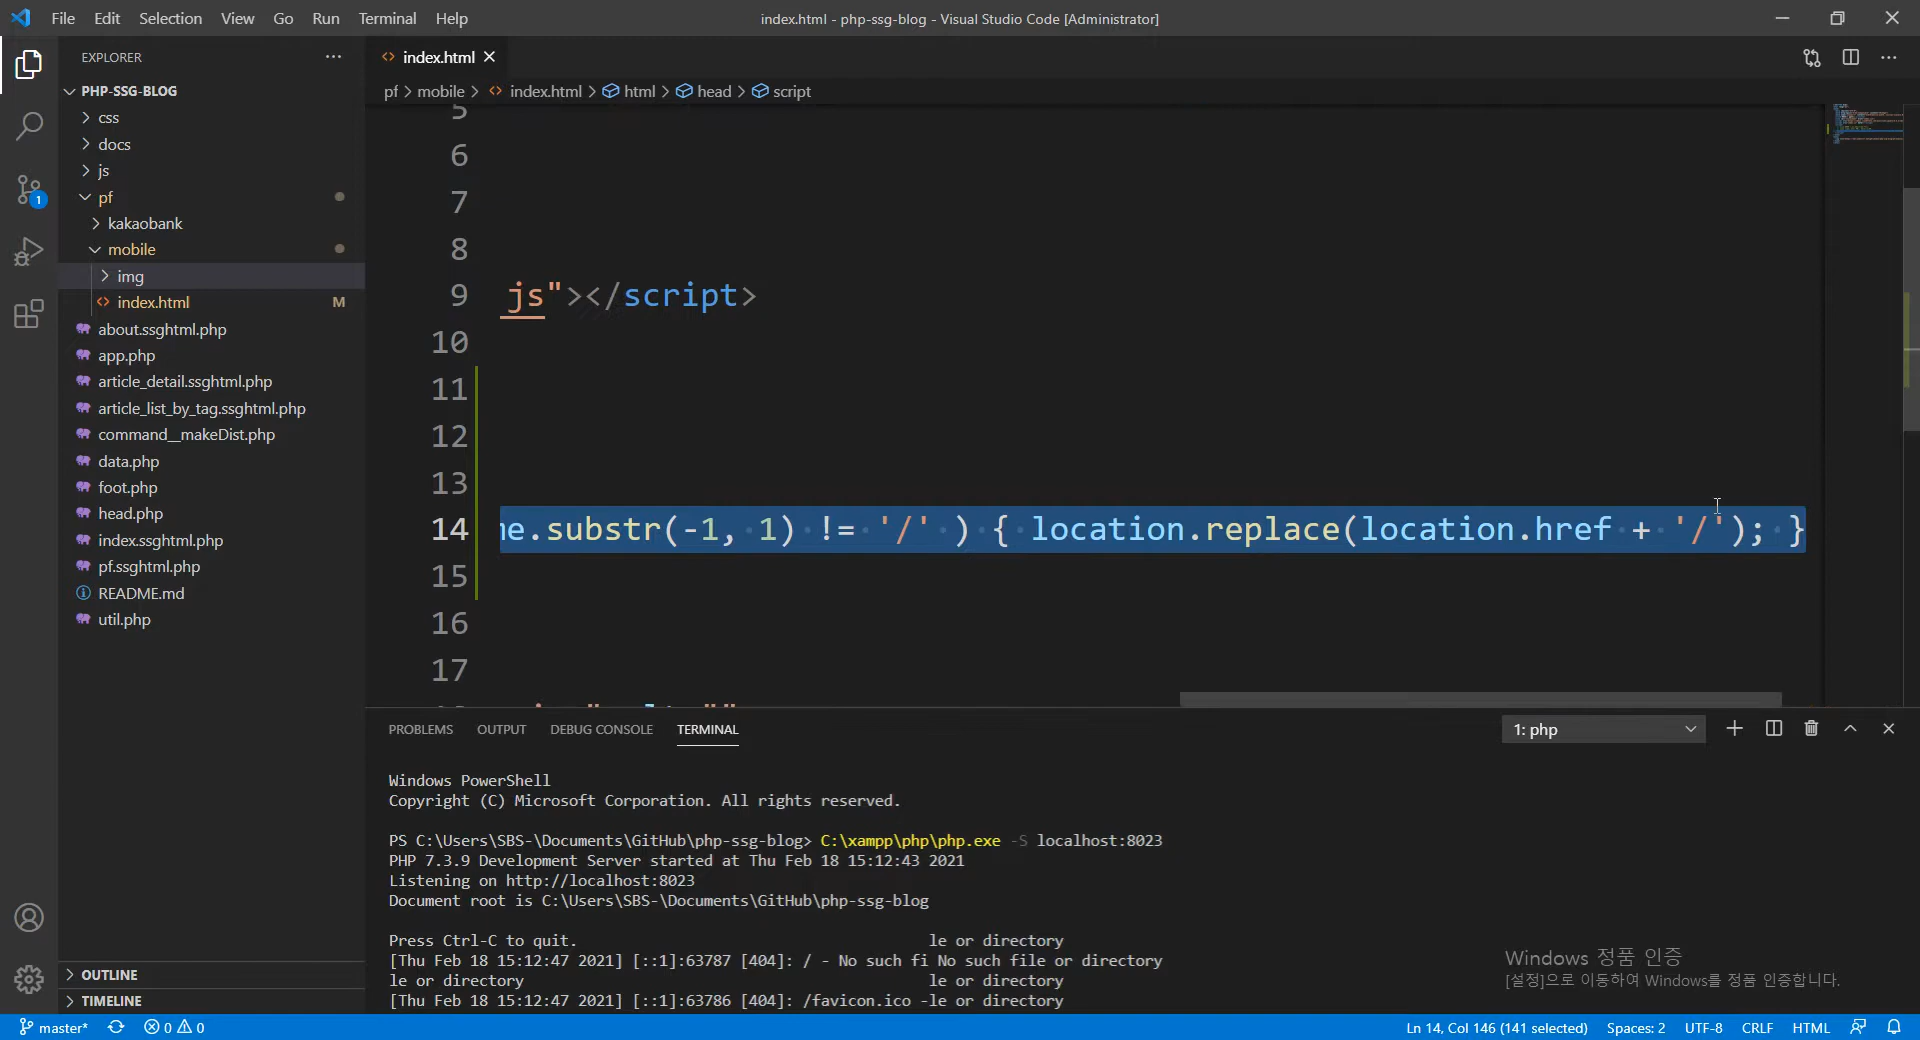 File Edit Selection View Go Run Terminal Help
index.html - php-ssg-blog - Visual Studio Code [Administrator]
EXPLORER
PHP-SSG-BLOG
css
docs
js
pf
kakaobank
mobile
img
index.html M
about.ssghtml.php
app.php
article_detail.ssghtml.php
article_list_by_tag.ssghtml.php
command__makeDist.php
data.php
foot.php
head.php
index.ssghtml.php
pf.ssghtml.php
README.md
util.php
OUTLINE
TIMELINE
1
index.html
pf > mobile > index.html > html > head > script
5
6
7
8
9 js"></script>
10
11
12
13
14 me.substr(-1, 1) != '/' ) { location.replace(location.href + '/'); }
15
16
17
PROBLEMS OUTPUT DEBUG CONSOLE TERMINAL
1: php
Windows PowerShell
Copyright (C) Microsoft Corporation. All rights reserved.
PS C:\Users\SBS-\Documents\GitHub\php-ssg-blog> C:\xampp\php\php.exe -S localhost:8023
PHP 7.3.9 Development Server started at Thu Feb 18 15:12:43 2021
Listening on http://localhost:8023
Document root is C:\Users\SBS-\Documents\GitHub\php-ssg-blog
Press Ctrl-C to quit. le or directory
[Thu Feb 18 15:12:47 2021] [::1]:63787 [404]: / - No such fi No such file or directory
le or directory le or directory
[Thu Feb 18 15:12:47 2021] [::1]:63786 [404]: /favicon.ico -le or directory
Windows 정품 인증
[설정]으로 이동하여 Windows를 정품 인증합니다.
master* 0 0
Ln 14, Col 146 (141 selected) Spaces: 2 UTF-8 CRLF HTML